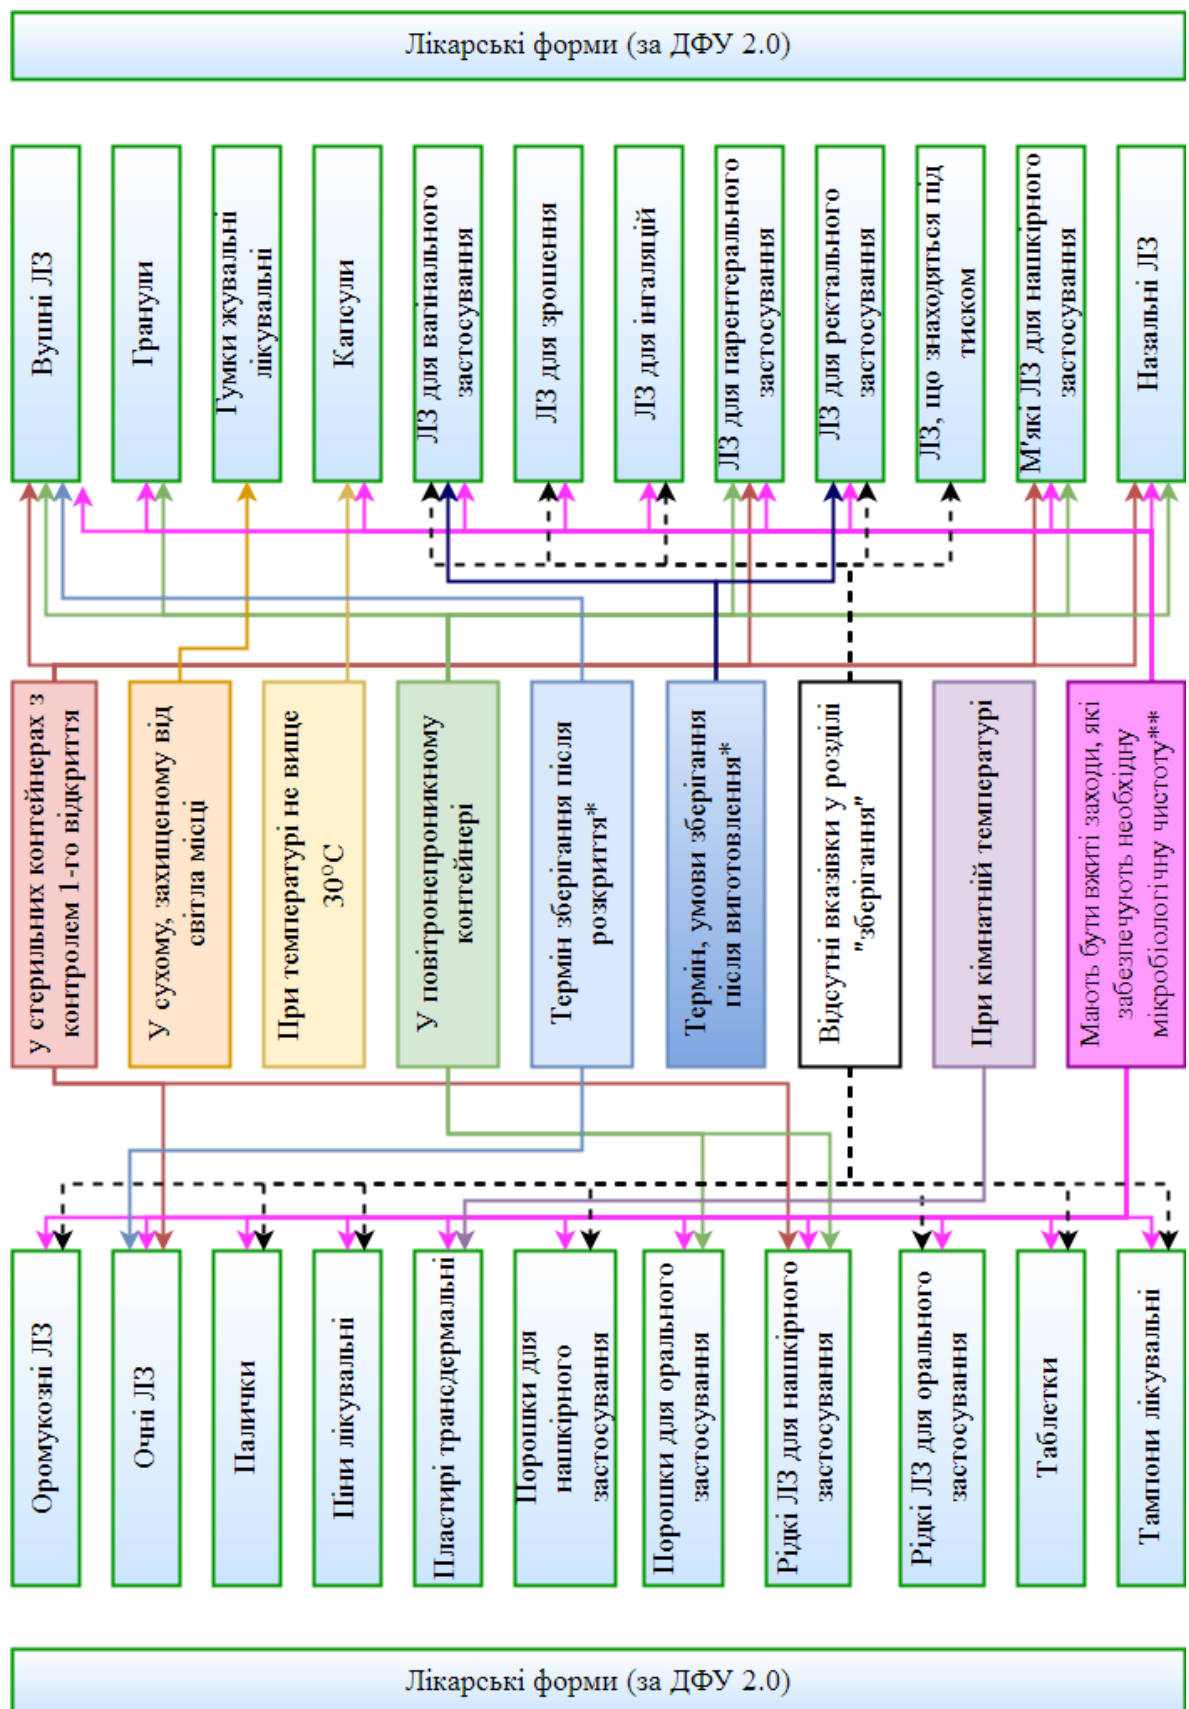 Лікарські форми (за ДФУ 2.0)
Вушні ЛЗ
Гранули
Гумки жувальні
лікувальні
Капсули
ЛЗ для вагінального
застосування
ЛЗ для зрошення
ЛЗ для інгаляцій
ЛЗ для парентерального
застосування
ЛЗ для ректального
застосування
ЛЗ, що знаходяться під
тиском
М'які ЛЗ для нашкірного
застосування
Назальні ЛЗ
у стерильних контейнерах з
контролем 1-го відкриття
У сухому, захищеному від
світла місці
При температурі не вище
30°С
У повітронепроникному
контейнері
Термін зберігання після
розкриття*
Термін, умови зберігання
після виготовлення*
Відсутні вказівки у розділі
"зберігання"
При кімнатній температурі
Мають бути вжиті заходи, які
забезпечують необхідну
мікробіологічну чистоту**
Оромукозні ЛЗ
Очні ЛЗ
Палички
Піни лікувальні
Пластирі трансдермальні
Порошки для
нашкірного
застосування
Порошки для орального
застосування
Рідкі ЛЗ для нашкірного
застосування
Рідкі ЛЗ для орального
застосування
Таблетки
Тампони лікувальні
Лікарські форми (за ДФУ 2.0)